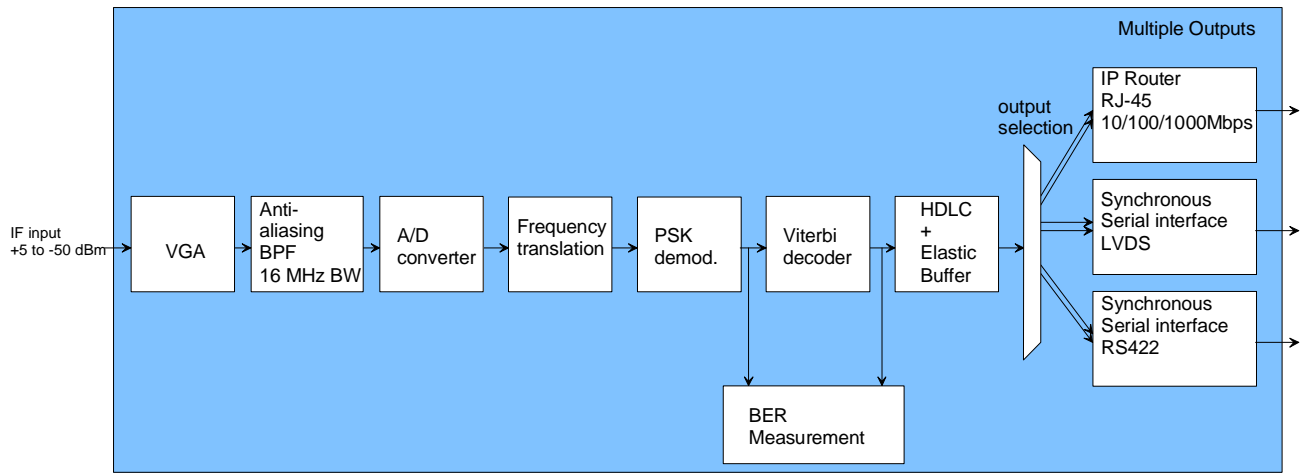 Multiple Outputs
IP Router
RJ-45
10/100/1000Mbps
output
selection
Synchronous
Serial interface
LVDS
Synchronous
Serial interface
RS422
IF input
+5 to -50 dBm
VGA
Anti-
aliasing
BPF
16 MHz BW
A/D
converter
Frequency
translation
PSK
demod.
Viterbi
decoder
HDLC
+
Elastic
Buffer
BER
Measurement